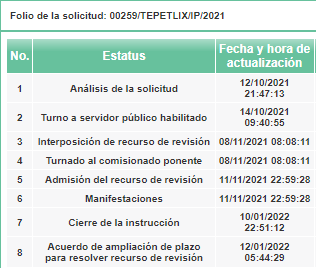 Folio de la solicitud: 00259/TEPETLIX/IP/2021
No. Estatus Fecha y hora de
actualización
1 Análisis de la solicitud 12/10/2021
21:47:13
2 Turno a servidor público habilitado 14/10/2021
09:40:55
3 Interposición de recurso de revisión 08/11/2021 08:08:11
4 Turnado al comisionado ponente 08/11/2021 08:08:11
5 Admisión del recurso de revisión 11/11/2021 22:59:28
6 Manifestaciones 11/11/2021 22:59:28
7 Cierre de la instrucción 10/01/2022
22:51:12
8 Acuerdo de ampliación de plazo
para resolver recurso de revisión 12/01/2022
05:44:29